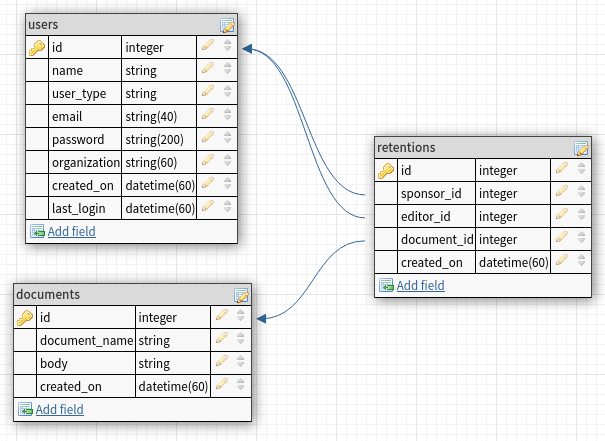 users
id integer
name string
user_type string
email string(40)
password string(200)
organization string(60)
created_on datetime(60)
last_login datetime(60)
Add field
retentions
id integer
sponsor_id integer
editor_id integer
document_id integer
created_on datetime(60)
Add field
documents
id integer
document_name string
body string
created_on datetime(60)
Add field